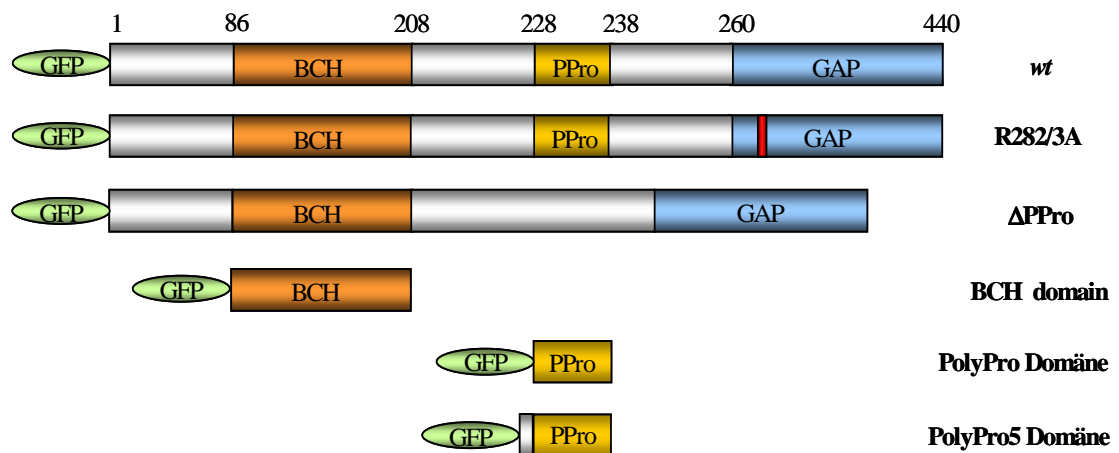 1 86 208 228 238 260 440
GFP BCH PPro GAP wt
GFP BCH PPro GAP R282/3A
GFP BCH GAP ΔPPro
GFP BCH BCH domain
GFP PPro PolyPro Domäne
GFP PPro PolyPro5 Domäne